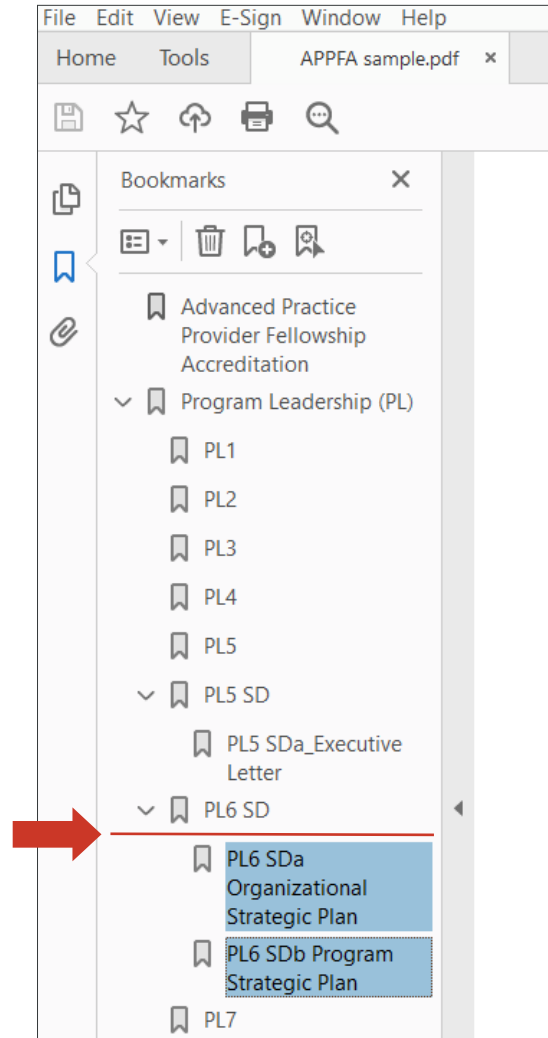 File Edit View E-Sign Window Help
Home Tools APPFA sample.pdf ×
Bookmarks
Advanced Practice
Provider Fellowship
Accreditation
Program Leadership (PL)
PL1
PL2
PL3
PL4
PL5
PL5 SD
PL5 SDa_Executive
Letter
PL6 SD
PL6 SDa
Organizational
Strategic Plan
PL6 SDb Program
Strategic Plan
PL7